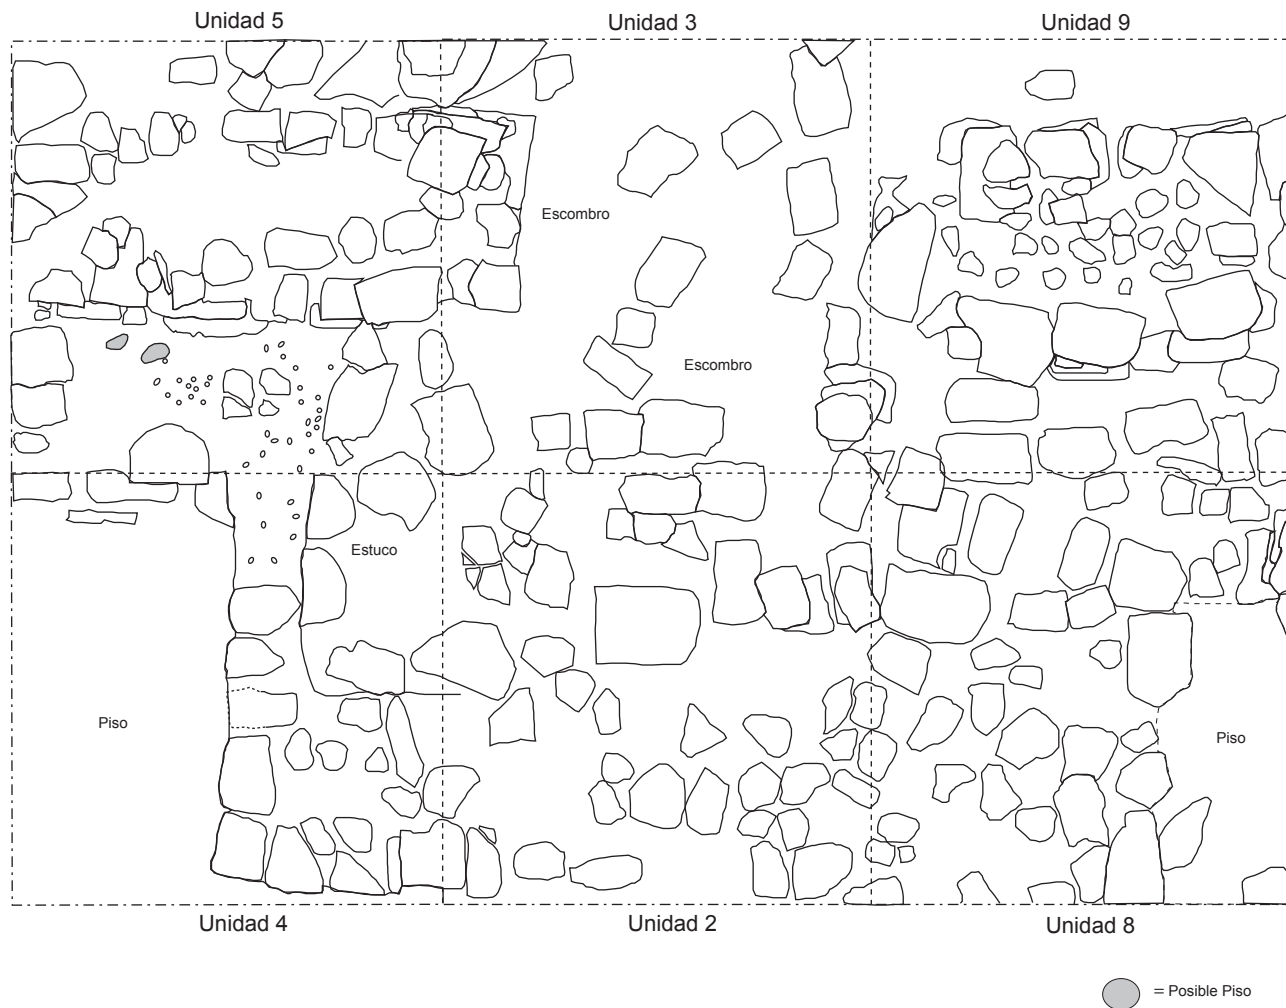 Unidad 5
Unidad 3
Unidad 9
Escombro
Escombro
Estuco
Piso
Piso
Unidad 4
Unidad 2
Unidad 8
= Posible Piso